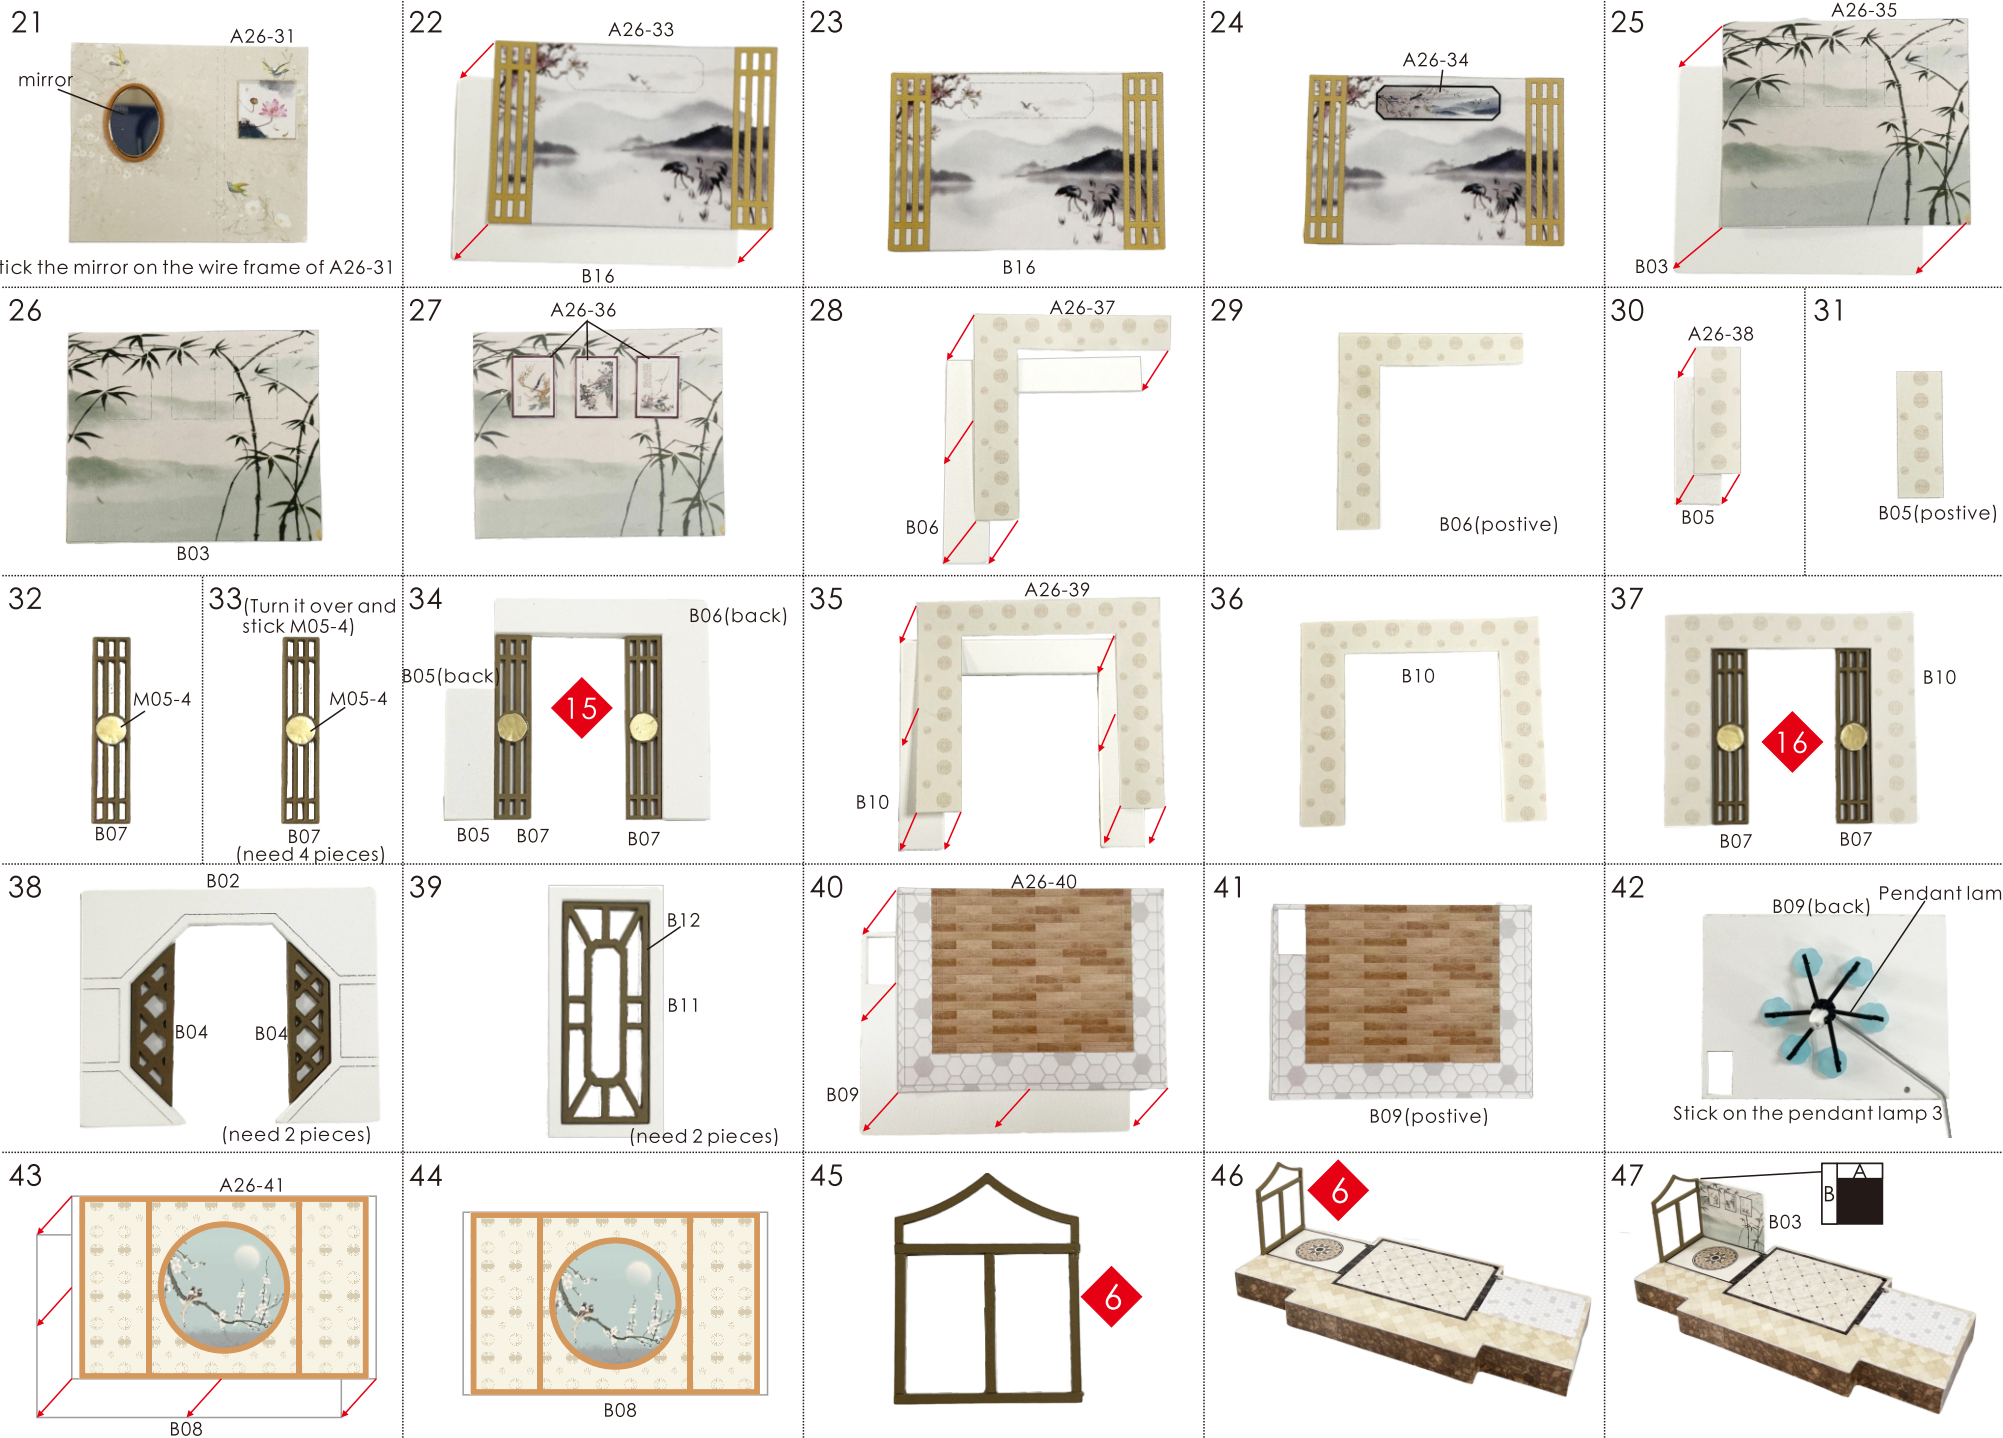 21
A26-31
mirror
tick the mirror on the wire frame of A26-31
22
A26-33
B16
23
B16
24
A26-34
25
A26-35
B03
26
B03
27
A26-36
28
A26-37
B06
29
B06(postive)
30
A26-38
B05
31
B05(postive)
32
M05-4
B07
33(Turn it over and
stick M05-4)
M05-4
B07
(need 4 pieces)
34
B06(back)
B05(back)
15
B05
B07
B07
35
A26-39
B10
36
B10
37
B10
16
B07
B07
38
B02
B04
B04
(need 2 pieces)
39
B12
B11
(need 2 pieces)
40
A26-40
B09
41
B09(postive)
42
Pendant lam
B09(back)
Stick on the pendant lamp 3
43
A26-41
B08
44
B08
45
6
46
6
47
A
B
B03